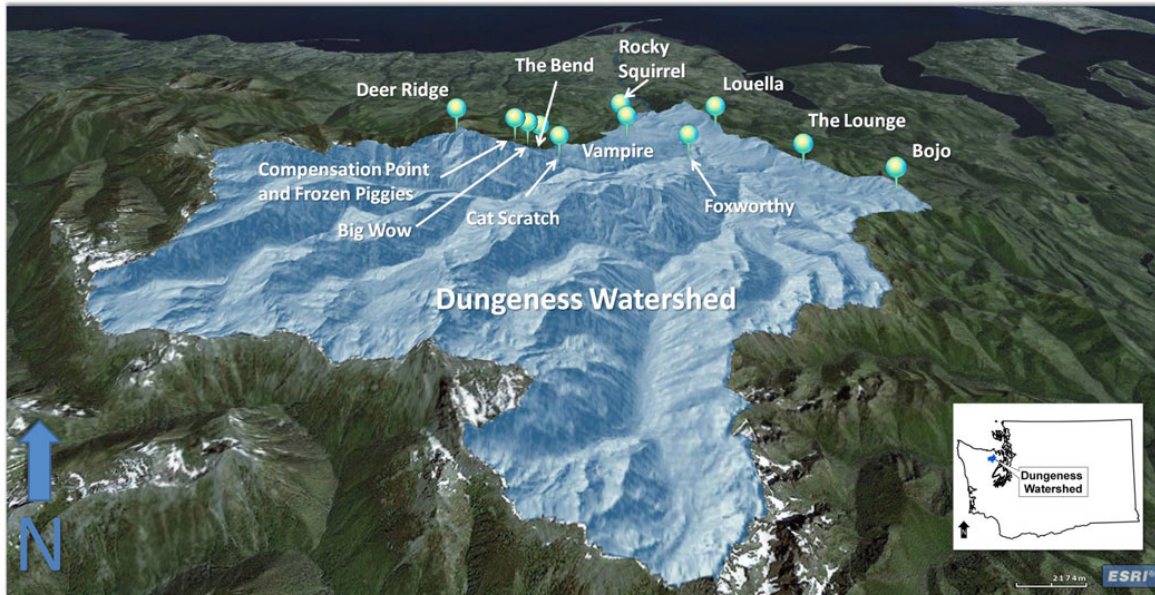 Rocky
Squirrel
The Bend
Deer Ridge
Louella
The Lounge
Bojo
Vampire
Compensation Point
and Frozen Piggies
Foxworthy
Cat Scratch
Big Wow
Dungeness Watershed
N
Dungeness
Watershed
N
2174m
ESRI